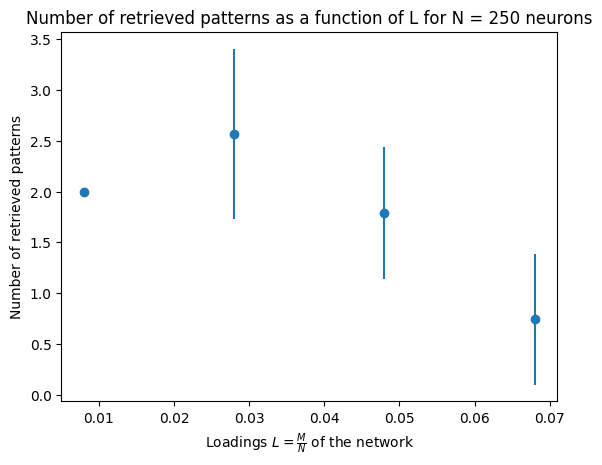 Number of retrieved patterns as a function of L for N = 250 neurons
Number of retrieved patterns
3.5
3.0
2.5
2.0
1.5
1.0
0.5
0.0
0.01 0.02 0.03 0.04 0.05 0.06 0.07
Loadings $L = \frac{M}{N}$ of the network